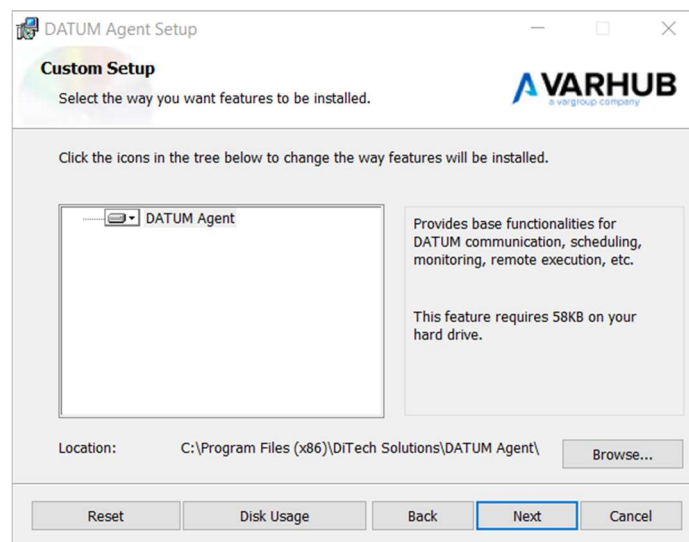 DATUM Agent Setup
Custom Setup
Select the way you want features to be installed.
VARHUB
a vargroup company
Click the icons in the tree below to change the way features will be installed.
DATUM Agent
Provides base functionalities for
DATUM communication, scheduling,
monitoring, remote execution, etc.
This feature requires 58KB on your
hard drive.
Location:
C:\Program Files (x86)\DiTech Solutions\DATUM Agent\
Browse...
Reset
Disk Usage
Back
Next
Cancel